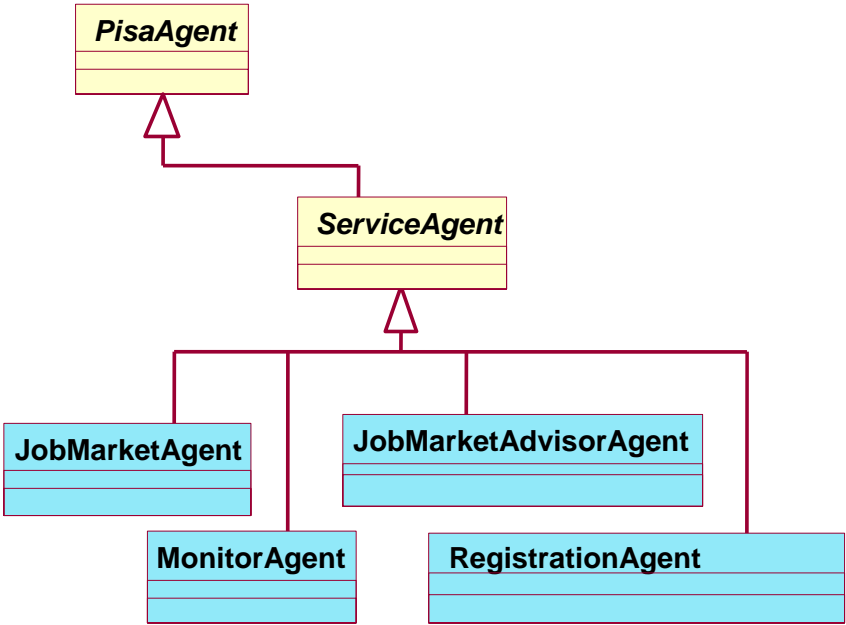 PisaAgent
ServiceAgent
JobMarketAgent
JobMarketAdvisorAgent
MonitorAgent
RegistrationAgent